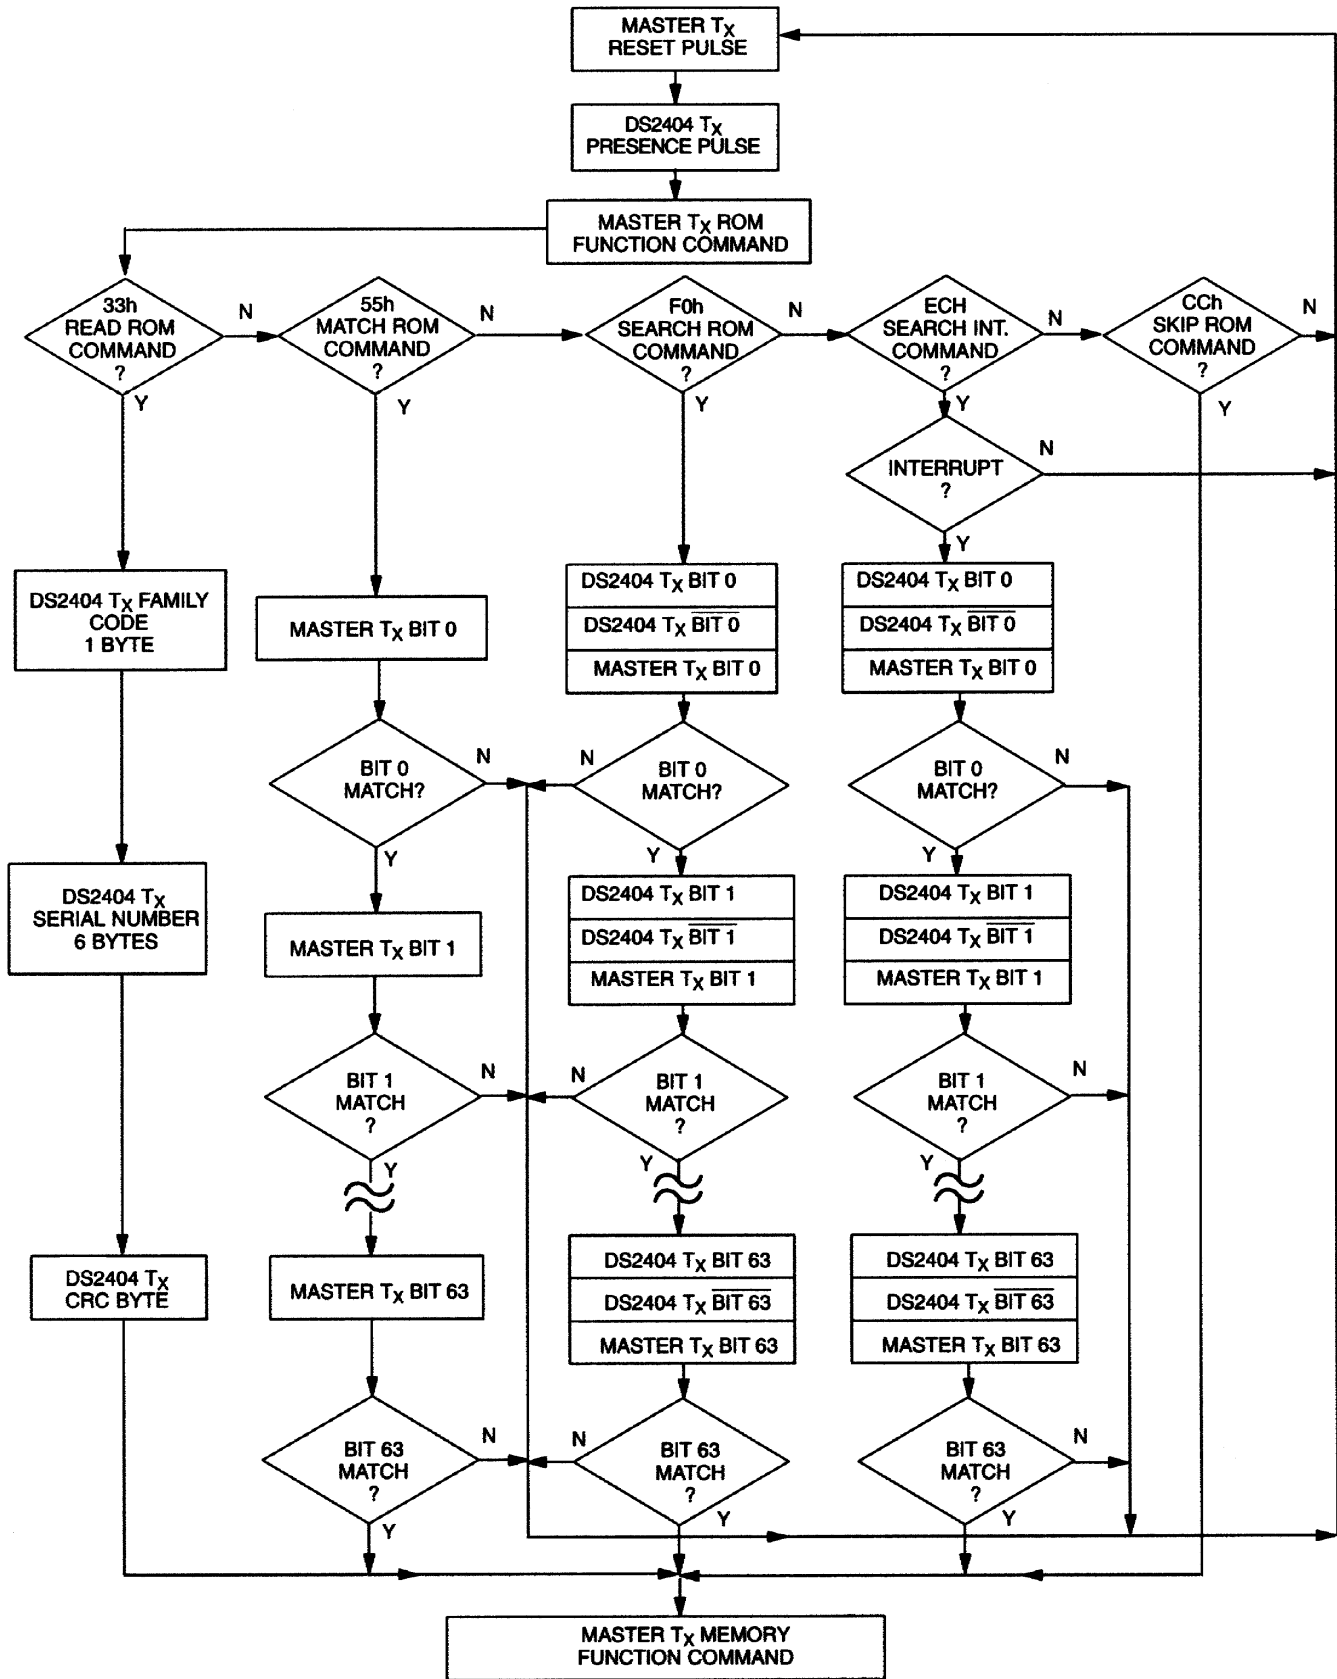 MASTER TX
RESET PULSE
DS2404 TX
PRESENCE PULSE
MASTER TX ROM
FUNCTION COMMAND
33h
READ ROM
COMMAND
?
N
Y
55h
MATCH ROM
COMMAND
?
N
Y
F0h
SEARCH ROM
COMMAND
?
N
Y
ECH
SEARCH INT.
COMMAND
?
N
Y
CCh
SKIP ROM
COMMAND
?
N
Y
INTERRUPT
?
N
Y
DS2404 TX FAMILY
CODE
1 BYTE
DS2404 TX
SERIAL NUMBER
6 BYTES
DS2404 TX
CRC BYTE
MASTER TX BIT 0
BIT 0
MATCH?
N
Y
MASTER TX BIT 1
BIT 1
MATCH
?
N
Y
MASTER TX BIT 63
BIT 63
MATCH
?
N
Y
DS2404 TX BIT 0
DS2404 TX B̅I̅T̅ ̅0̅
MASTER TX BIT 0
BIT 0
MATCH?
N
Y
DS2404 TX BIT 1
DS2404 TX B̅I̅T̅ ̅1̅
MASTER TX BIT 1
BIT 1
MATCH
?
N
Y
DS2404 TX BIT 63
DS2404 TX B̅I̅T̅ ̅6̅3̅
MASTER TX BIT 63
BIT 63
MATCH
?
N
Y
DS2404 TX BIT 0
DS2404 TX B̅I̅T̅ ̅0̅
MASTER TX BIT 0
BIT 0
MATCH?
N
Y
DS2404 TX BIT 1
DS2404 TX B̅I̅T̅ ̅1̅
MASTER TX BIT 1
BIT 1
MATCH
?
N
Y
DS2404 TX BIT 63
DS2404 TX B̅I̅T̅ ̅6̅3̅
MASTER TX BIT 63
BIT 63
MATCH
?
N
Y
MASTER TX MEMORY
FUNCTION COMMAND